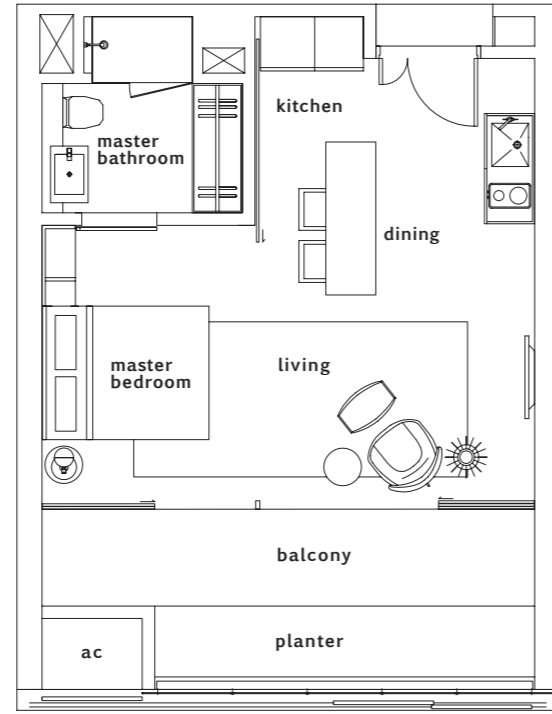 kitchen
master
bathroom
dining
master
bedroom
living
balcony
planter
ac